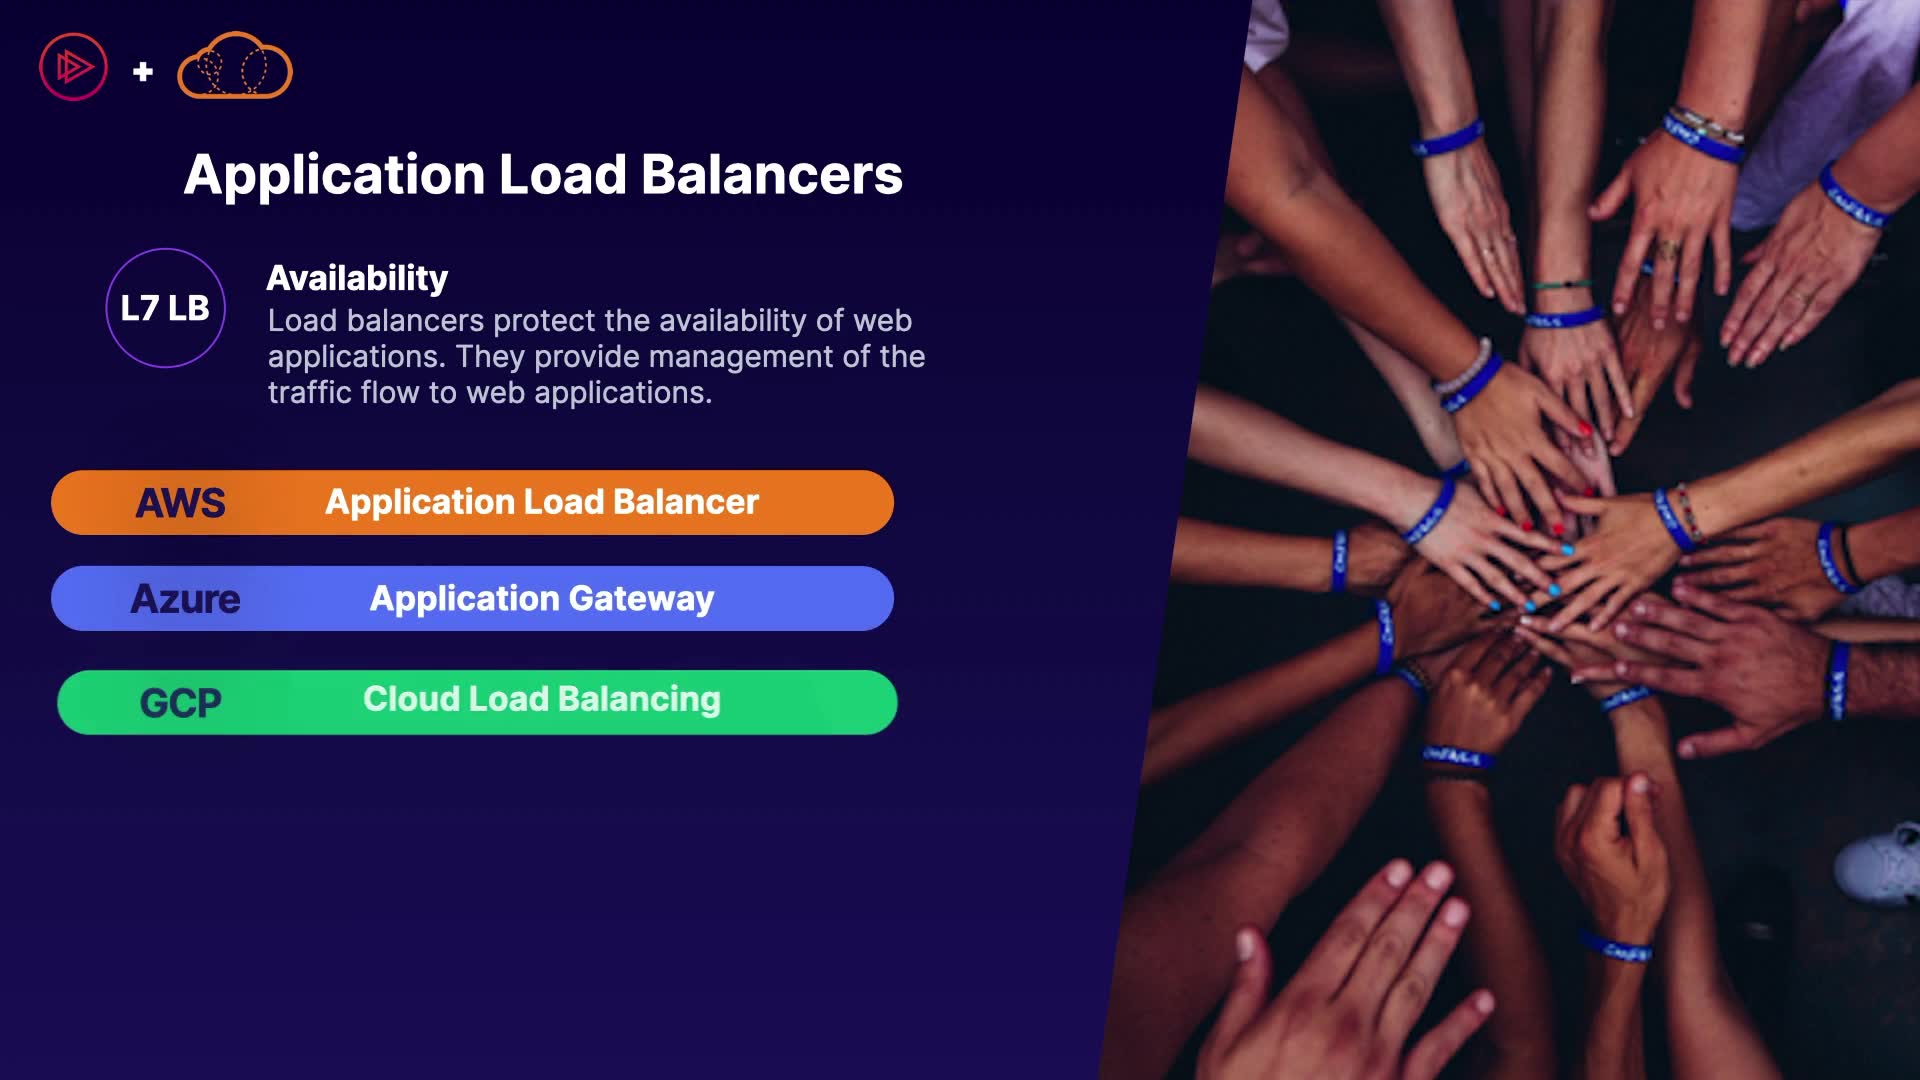 Application Load Balancers
L7 LB
Availability
Load balancers protect the availability of web
applications. They provide management of the
traffic flow to web applications.
AWS Application Load Balancer
Azure Application Gateway
GCP Cloud Load Balancing